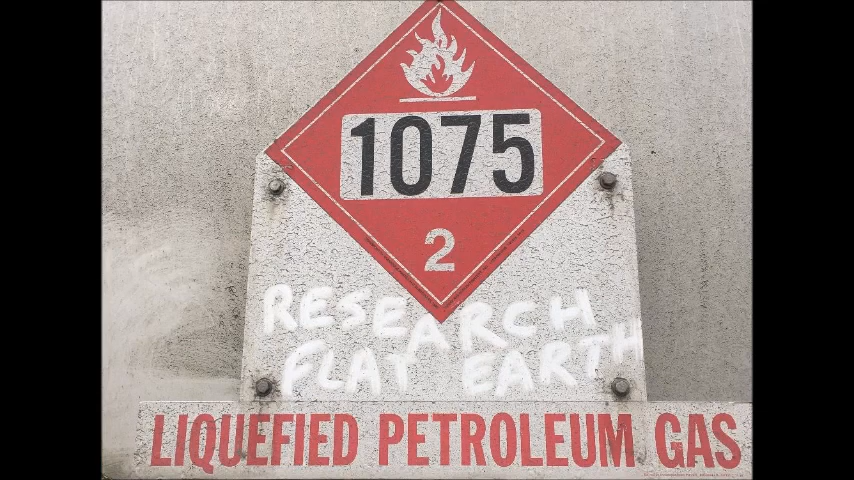 1075
2
RESEARCH
FLAT EARTH
LIQUEFIED PETROLEUM GAS